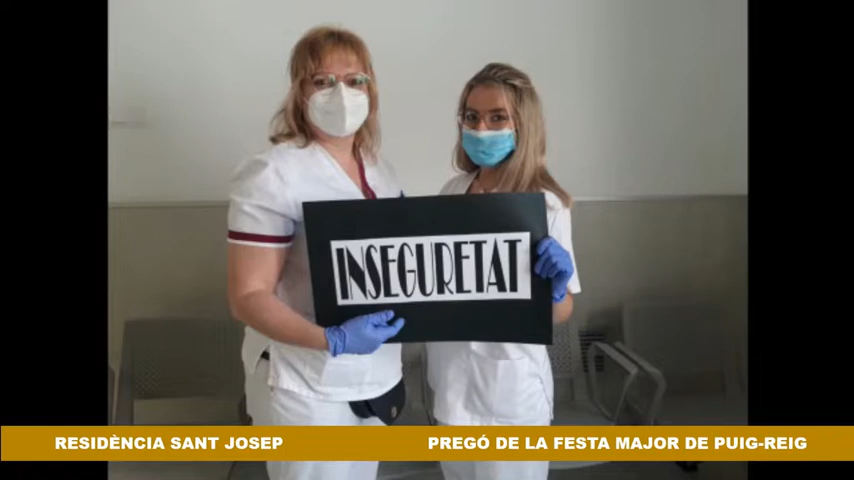 INSEGURETAT
RESIDÈNCIA SANT JOSEP
PREGÓ DE LA FESTA MAJOR DE PUIG-REIG